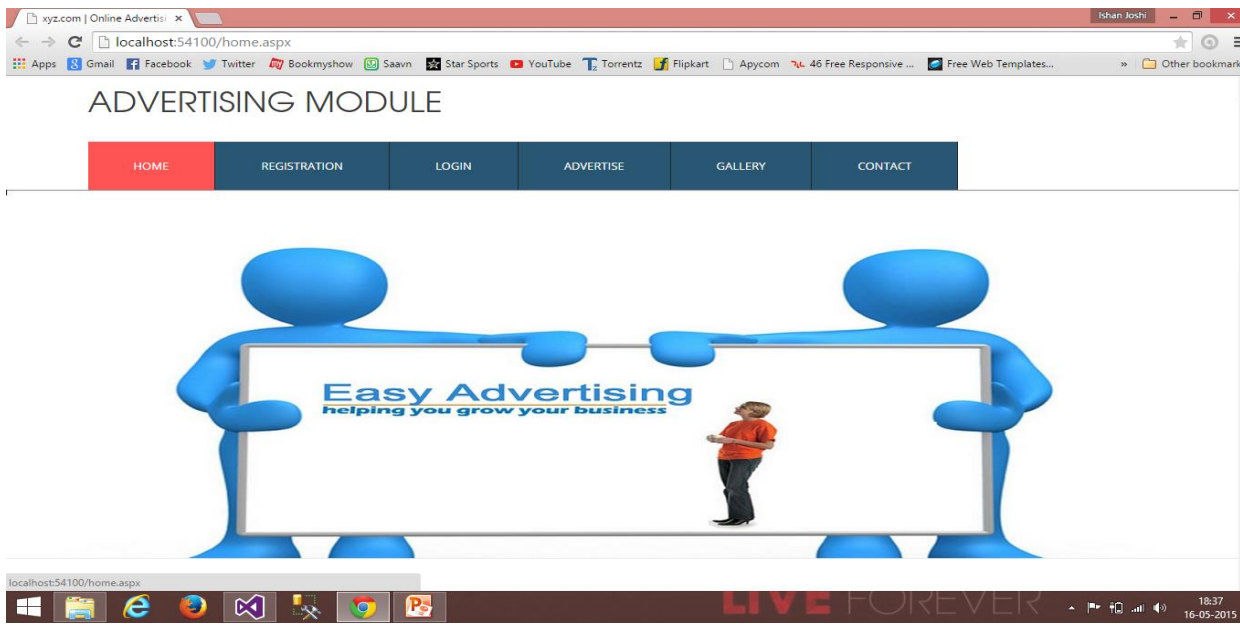 xyz.com | Online Advertisi
Ishan Joshi
localhost:54100/home.aspx
Apps Gmail Facebook Twitter Bookmyshow Saavn Star Sports YouTube Torrentz Flipkart Apycom 46 Free Responsive ... Free Web Templates... » Other bookmark
ADVERTISING MODULE
HOME REGISTRATION LOGIN ADVERTISE GALLERY CONTACT
Easy Advertising
helping you grow your business
localhost:54100/home.aspx
LIVE FOREVER
18:37
16-05-2015